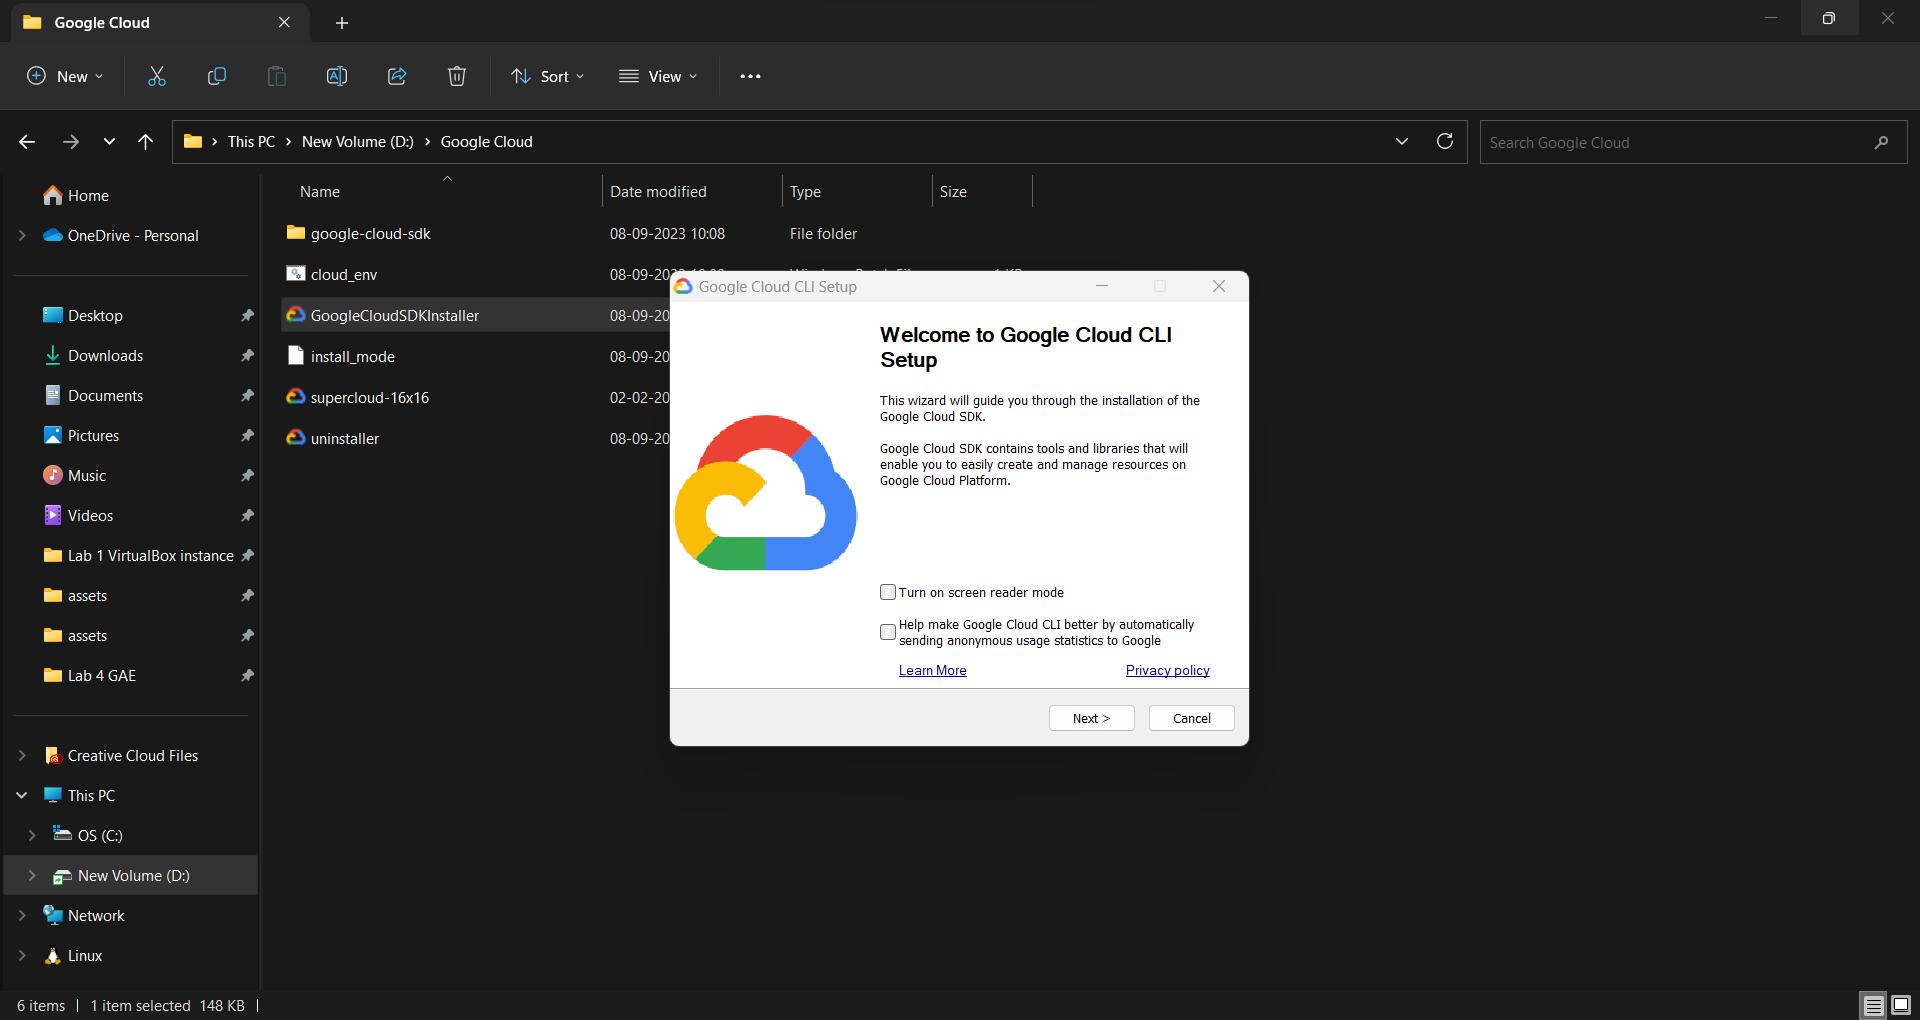 Google Cloud
New
Sort
View
This PC
New Volume (D:)
Google Cloud
Search Google Cloud
Home
OneDrive - Personal
Desktop
Downloads
Documents
Pictures
Music
Videos
Lab 1 VirtualBox instance
assets
assets
Lab 4 GAE
Creative Cloud Files
This PC
OS (C:)
New Volume (D:)
Network
Linux
Name Date modified Type Size
google-cloud-sdk 08-09-2023 10:08 File folder
cloud_env 08-09-20
GoogleCloudSDKInstaller 08-09-20
install_mode 08-09-20
supercloud-16x16 02-02-20
uninstaller 08-09-20
Google Cloud CLI Setup
Welcome to Google Cloud CLI
Setup
This wizard will guide you through the installation of the
Google Cloud SDK.
Google Cloud SDK contains tools and libraries that will
enable you to easily create and manage resources on
Google Cloud Platform.
Turn on screen reader mode
Help make Google Cloud CLI better by automatically
sending anonymous usage statistics to Google
Learn More Privacy policy
Next > Cancel
6 items 1 item selected 148 KB